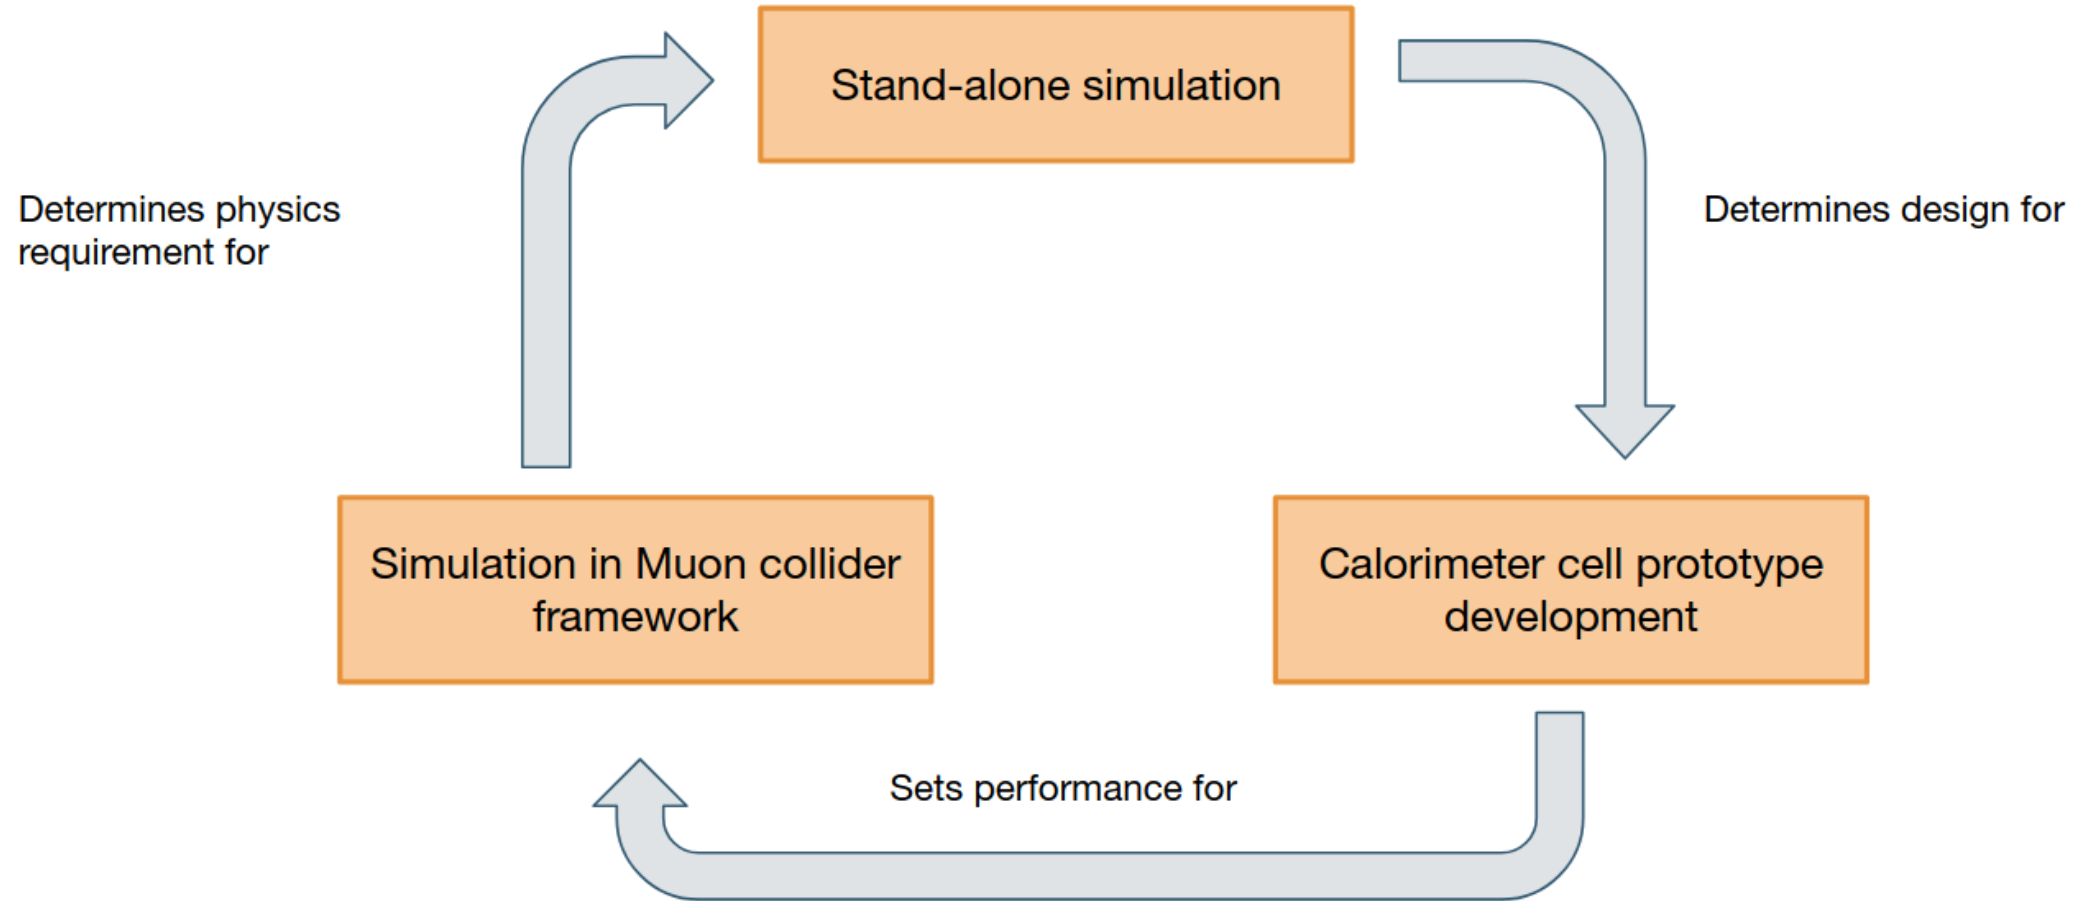 Stand-alone simulation
Determines physics
requirement for
Determines design for
Simulation in Muon collider
framework
Calorimeter cell prototype
development
Sets performance for